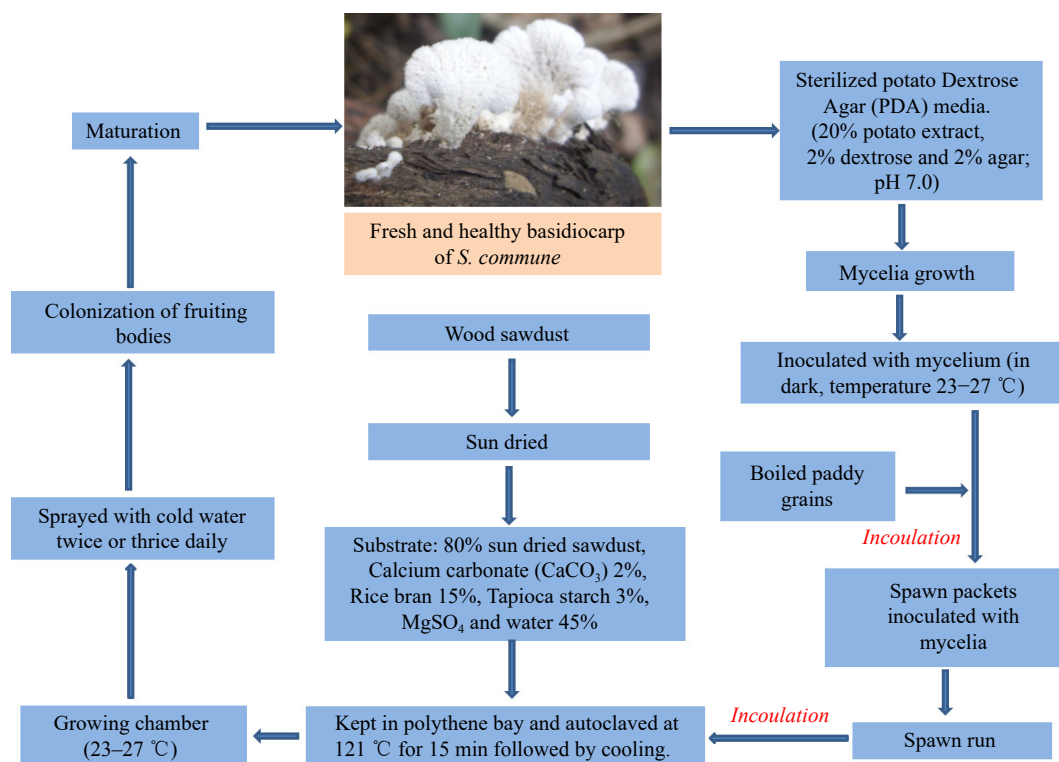 Maturation
Fresh and healthy basidiocarp
of S. commune
Sterilized potato Dextrose
Agar (PDA) media.
(20% potato extract,
2% dextrose and 2% agar;
pH 7.0)
Mycelia growth
Inoculated with mycelium (in
dark, temperature 23−27 ℃)
Boiled paddy
grains
Incoulation
Spawn packets
inoculated with
mycelia
Spawn run
Incoulation
Wood sawdust
Sun dried
Substrate: 80% sun dried sawdust,
Calcium carbonate (CaCO₃) 2%,
Rice bran 15%, Tapioca starch 3%,
MgSO₄ and water 45%
Kept in polythene bay and autoclaved at
121 ℃ for 15 min followed by cooling.
Growing chamber
(23–27 ℃)
Sprayed with cold water
twice or thrice daily
Colonization of fruiting
bodies